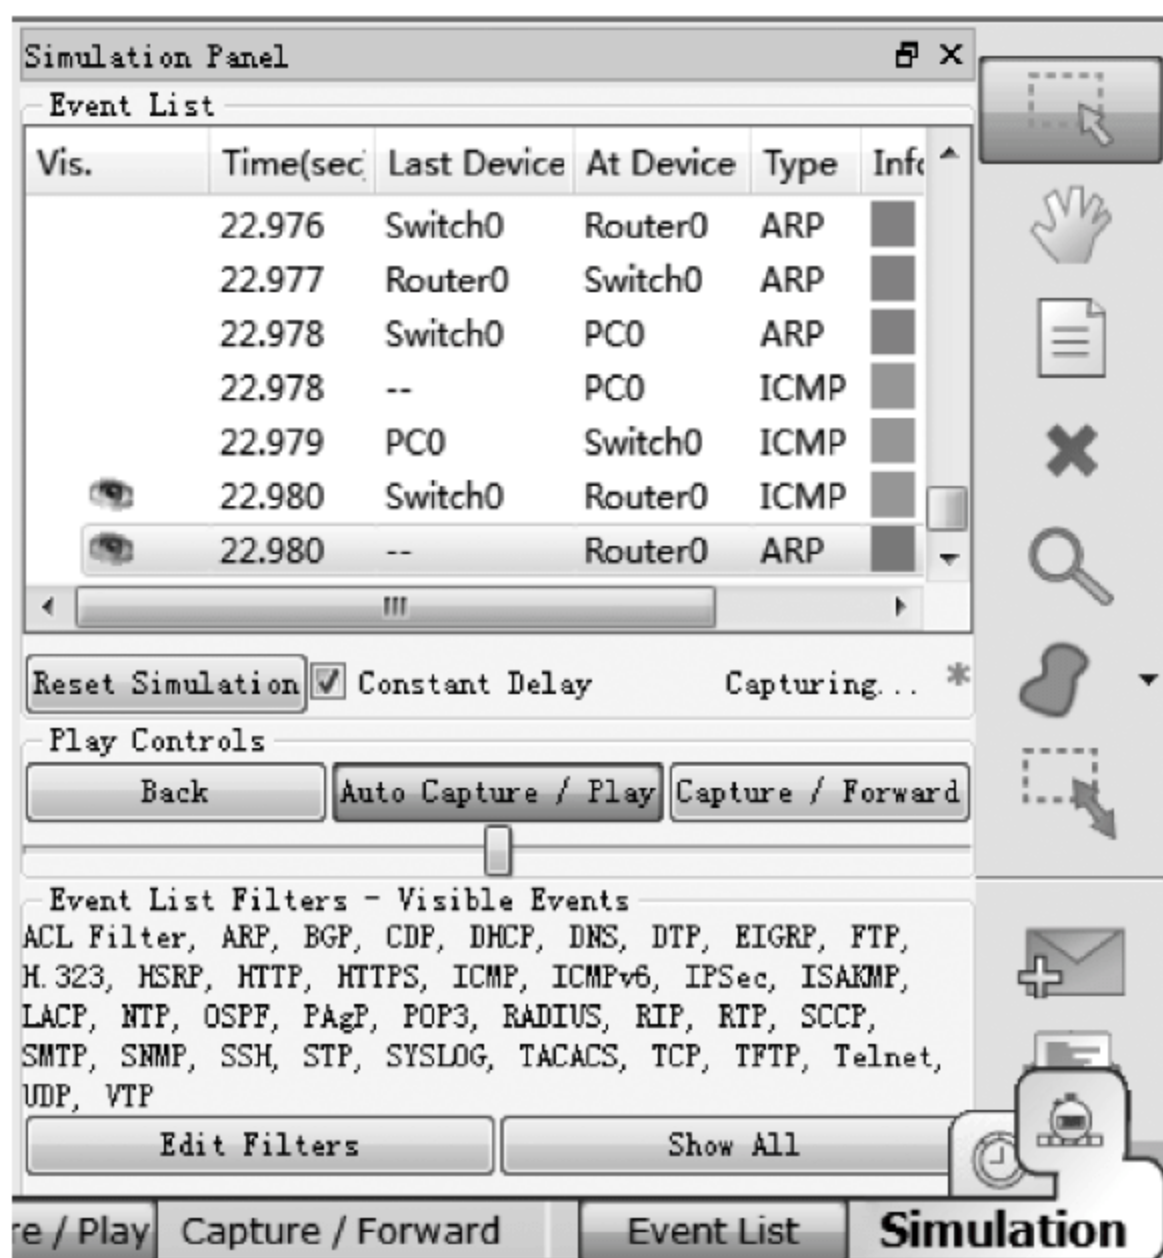 Simulation Panel
Event List
Vis. Time(sec) Last Device At Device Type Info
22.976 Switch0 Router0 ARP
22.977 Router0 Switch0 ARP
22.978 Switch0 PC0 ARP
22.978 -- PC0 ICMP
22.979 PC0 Switch0 ICMP
22.980 Switch0 Router0 ICMP
22.980 -- Router0 ARP
Reset Simulation Constant Delay Capturing... *
Play Controls
Back Auto Capture / Play Capture / Forward
Event List Filters - Visible Events
ACL Filter, ARP, BGP, CDP, DHCP, DNS, DTP, EIGRP, FTP,
H.323, HSRP, HTTP, HTTPS, ICMP, ICMPv6, IPSec, ISAKMP,
LACP, NTP, OSPF, PAgP, POP3, RADIUS, RIP, RTP, SCCP,
SMTP, SNMP, SSH, STP, SYSLOG, TACACS, TCP, TFTP, Telnet,
UDP, VTP
Edit Filters Show All
re / Play Capture / Forward Event List Simulation